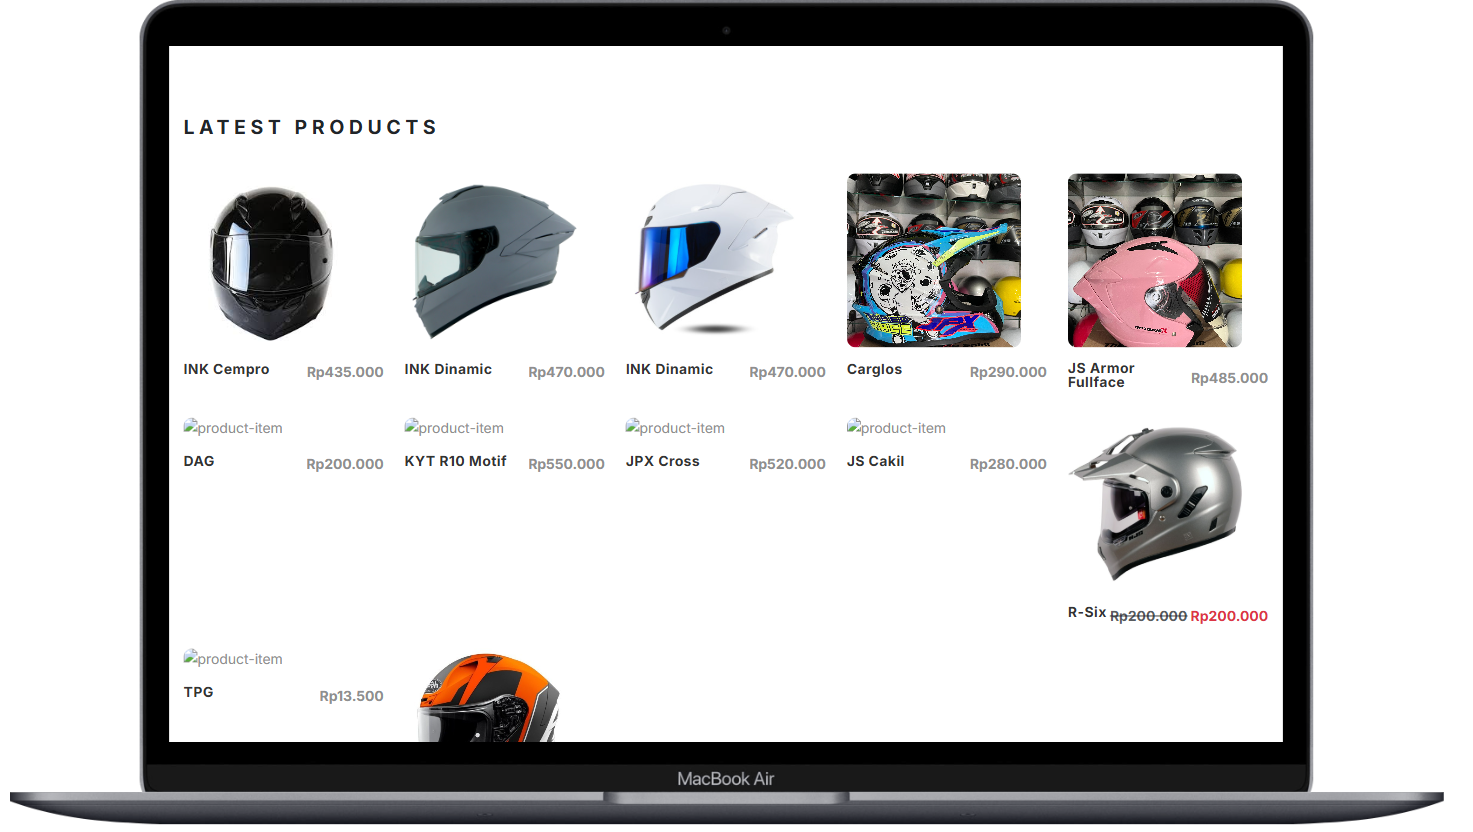 LATEST PRODUCTS
INK Cempro Rp435.000
INK Dinamic Rp470.000
INK Dinamic Rp470.000
Carglos Rp290.000
JS Armor
Fullface Rp485.000
product-item
DAG Rp200.000
product-item
KYT R10 Motif Rp550.000
product-item
JPX Cross Rp520.000
product-item
JS Cakil Rp280.000
R-Six Rp200.000 Rp200.000
product-item
TPG Rp13.500
MacBook Air